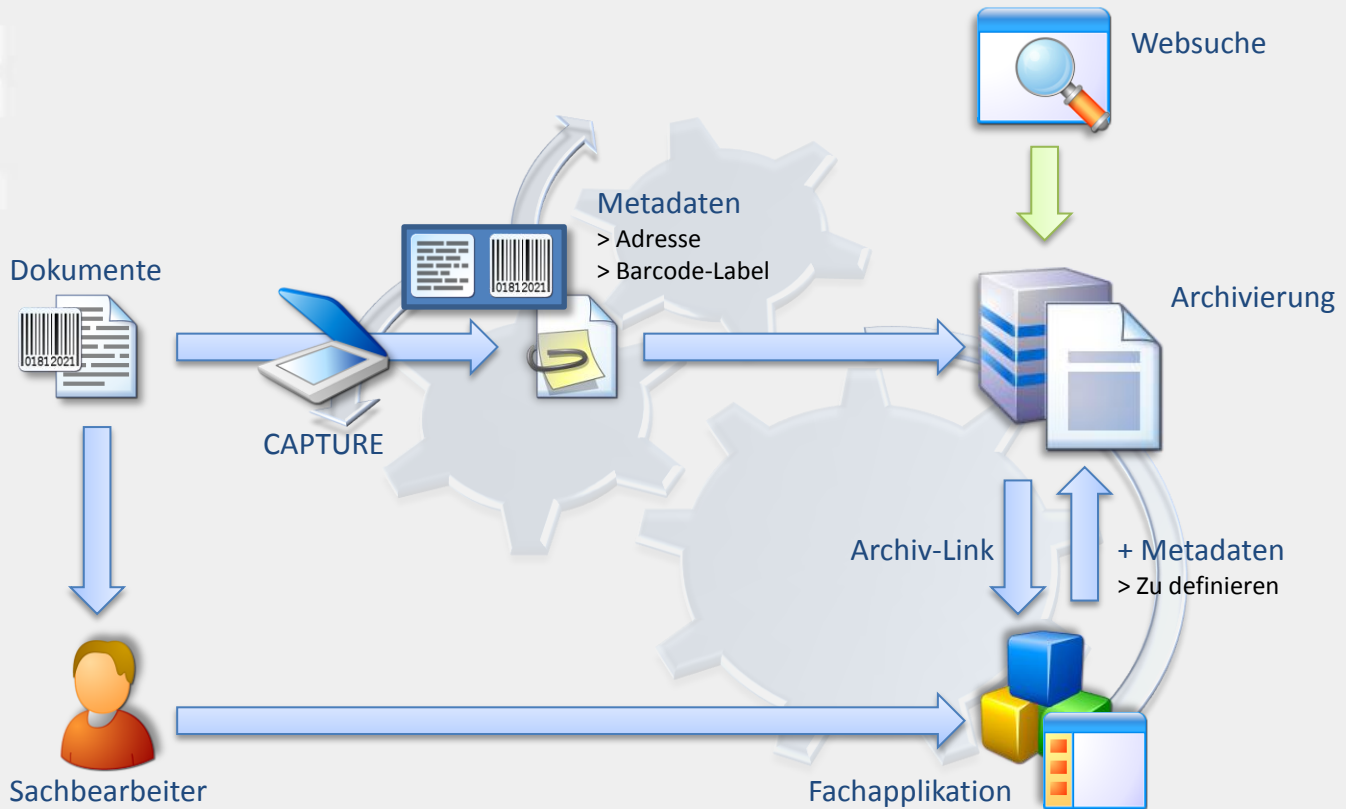 Websuche
Metadaten
> Adresse
> Barcode-Label
01812021
Dokumente
01812021
Archivierung
CAPTURE
Archiv-Link
+ Metadaten
> Zu definieren
Sachbearbeiter
Fachapplikation